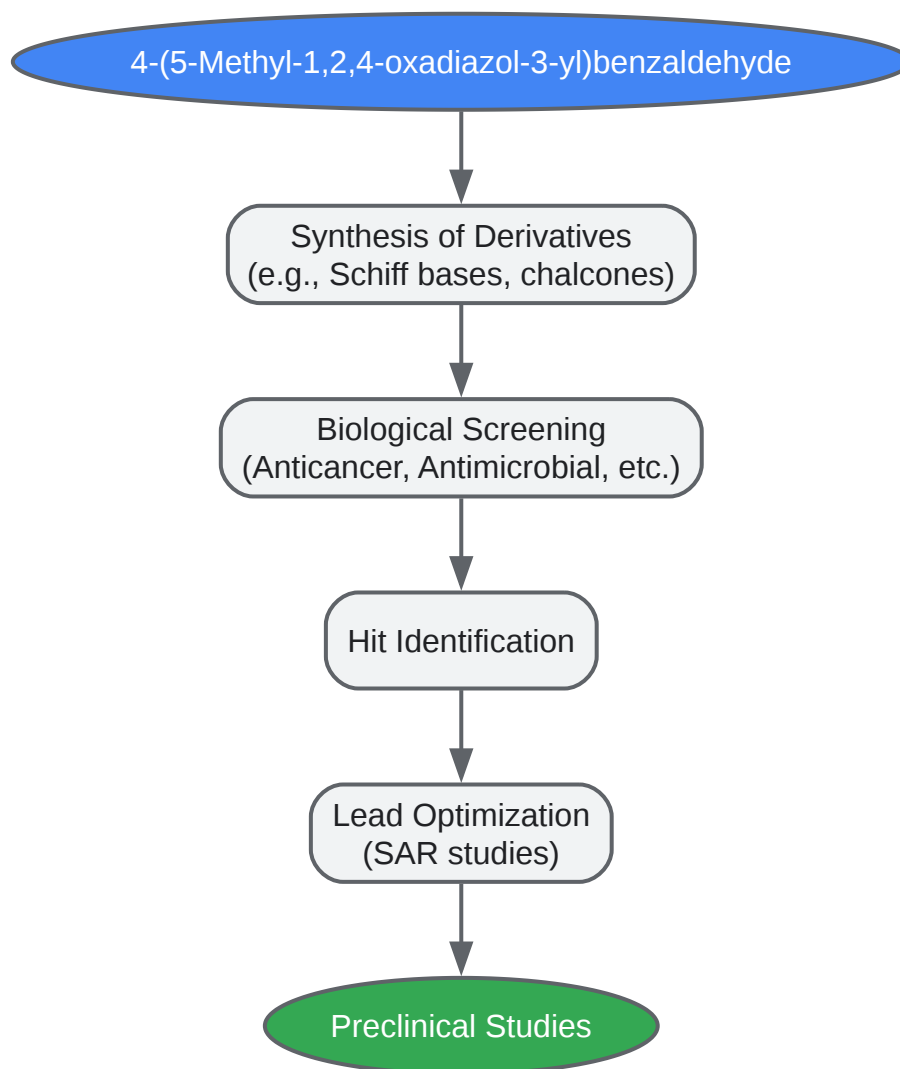 4-(5-Methyl-1,2,4-oxadiazol-3-yl)benzaldehyde
Synthesis of Derivatives
(e.g., Schiff bases, chalcones)
Biological Screening
(Anticancer, Antimicrobial, etc.)
Hit Identification
Lead Optimization
(SAR studies)
Preclinical Studies